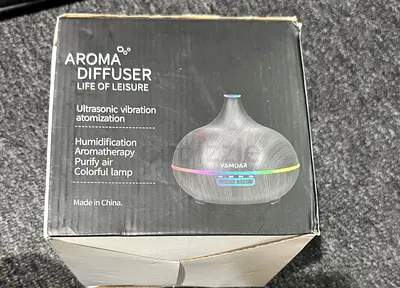 AROMA
DIFFUSER
LIFE OF LEISURE
Ultrasonic vibration
atomization
Humidification
Aromatherapy
Purify air
Colorful lamp
Made in China.
VAMOAR